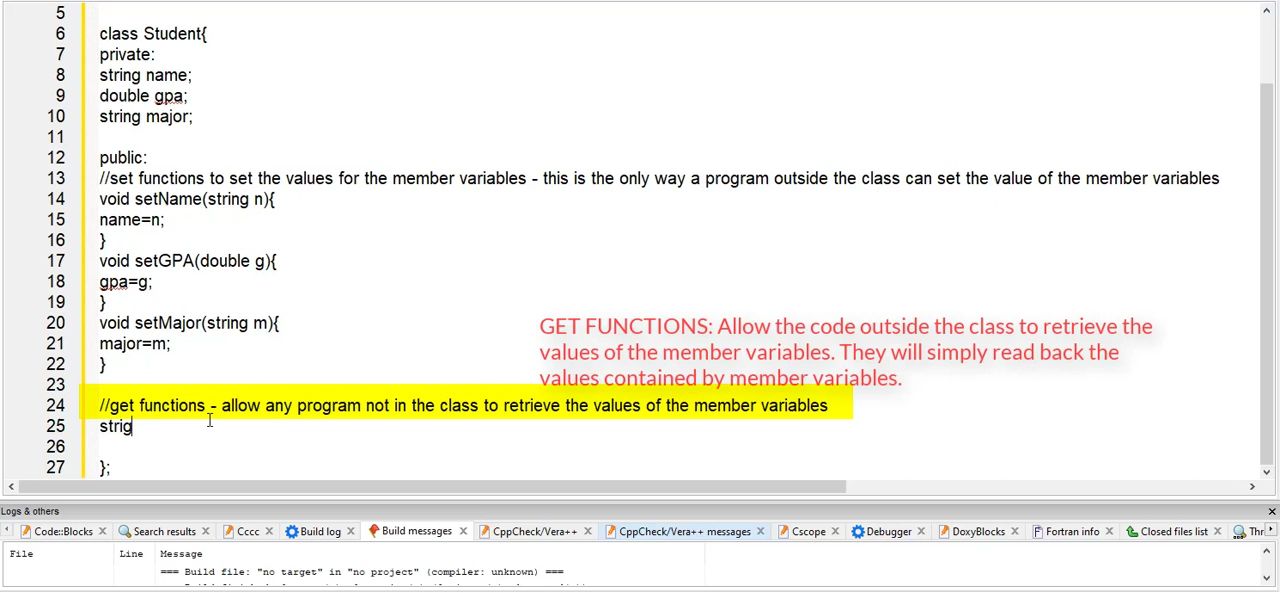 5
6 class Student{
7 private:
8 string name;
9 double gpa;
10 string major;
11
12 public:
13 //set functions to set the values for the member variables - this is the only way a program outside the class can set the value of the member variables
14 void setName(string n){
15 name=n;
16 }
17 void setGPA(double g){
18 gpa=g;
19 }
20 void setMajor(string m){
21 major=m;
22 }
GET FUNCTIONS: Allow the code outside the class to retrieve the
values of the member variables. They will simply read back the
values contained by member variables.
23
24 //get functions - allow any program not in the class to retrieve the values of the member variables
25 strig
26
27 };
Logs & others
Code::Blocks Search results Cccc Build log Build messages CppCheck/Vera++ CppCheck/Vera++ messages Cscope Debugger DoxyBlocks Fortran info Closed files list Thr
File Line Message
=== Build file: "no target" in "no project" (compiler: unknown) ===